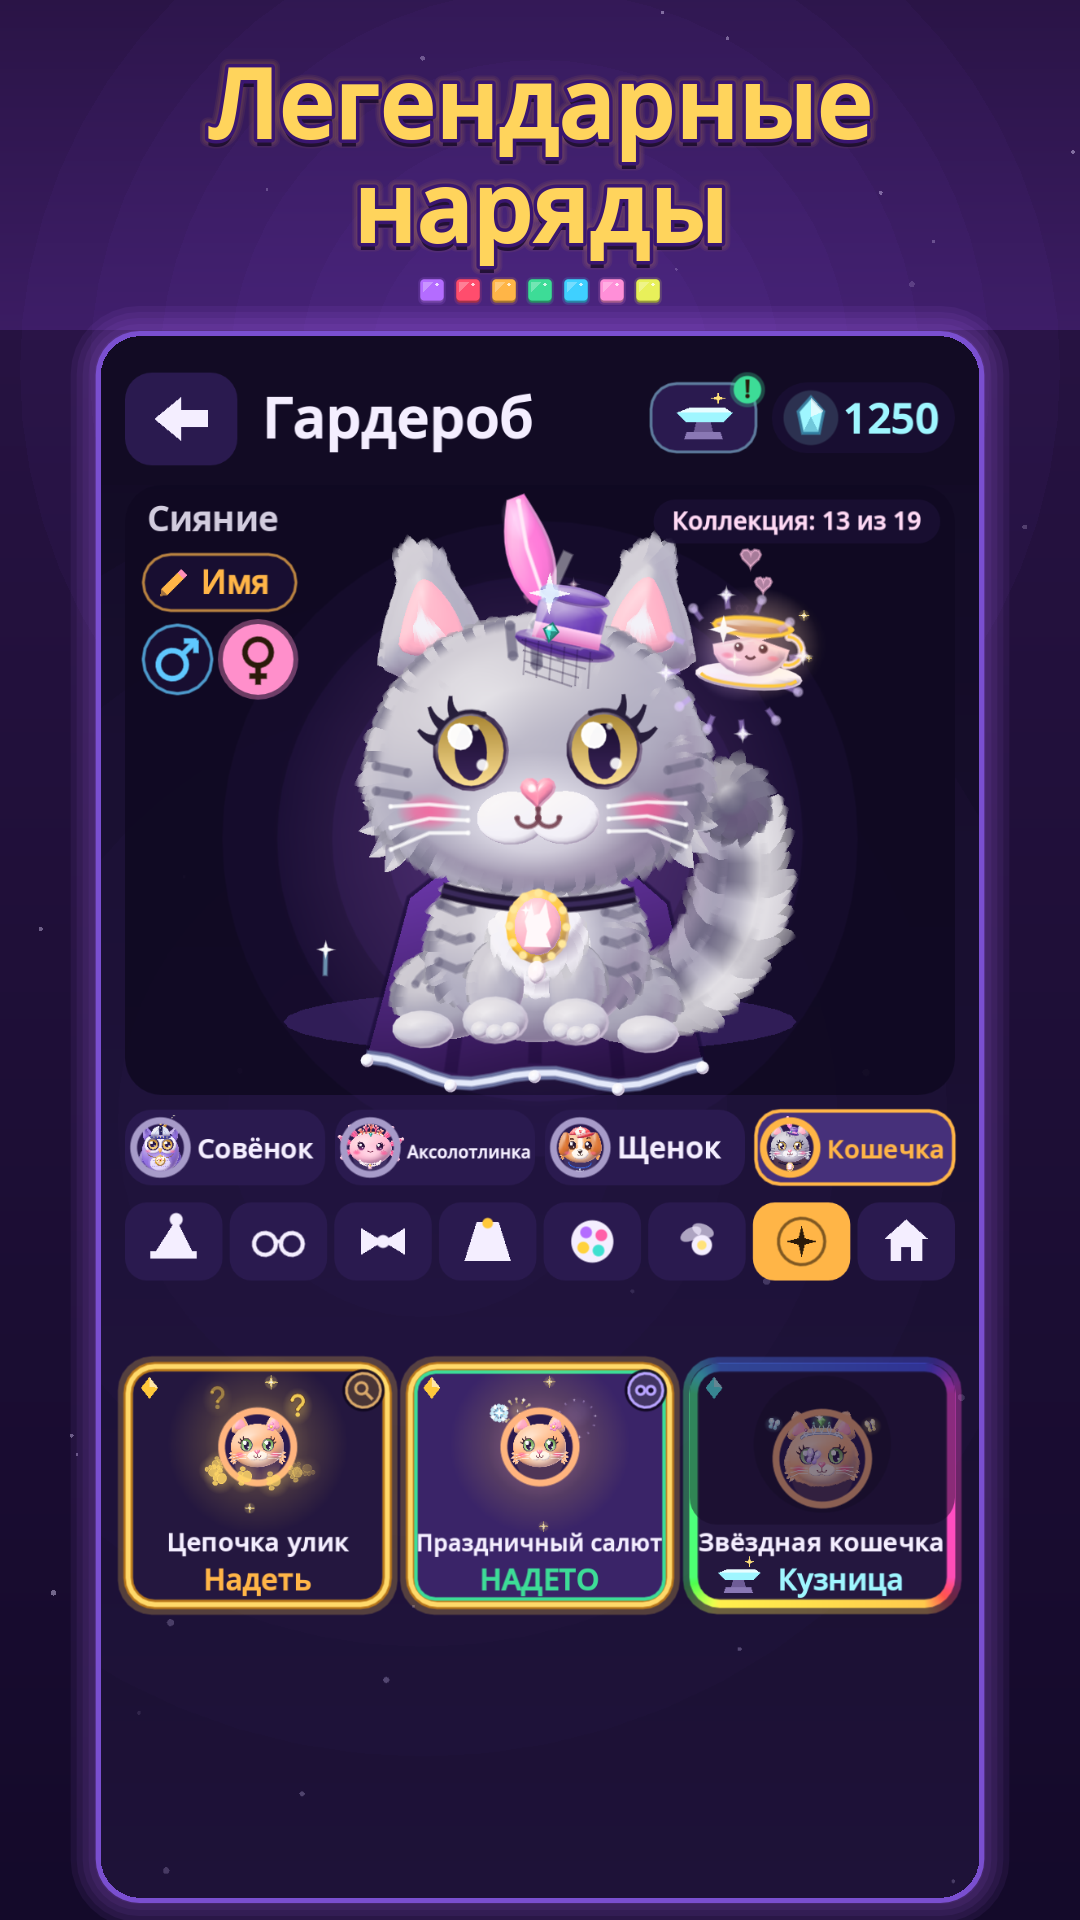 Легендарные
наряды
Гардероб
!
1250
Сияние
Коллекция: 13 из 19
Имя
Совёнок
Аксолотлинка
Щенок
Кошечка
? ?
Цепочка улик
Надеть
Праздничный салют
НАДЕТО
Звёздная кошечка
Кузница